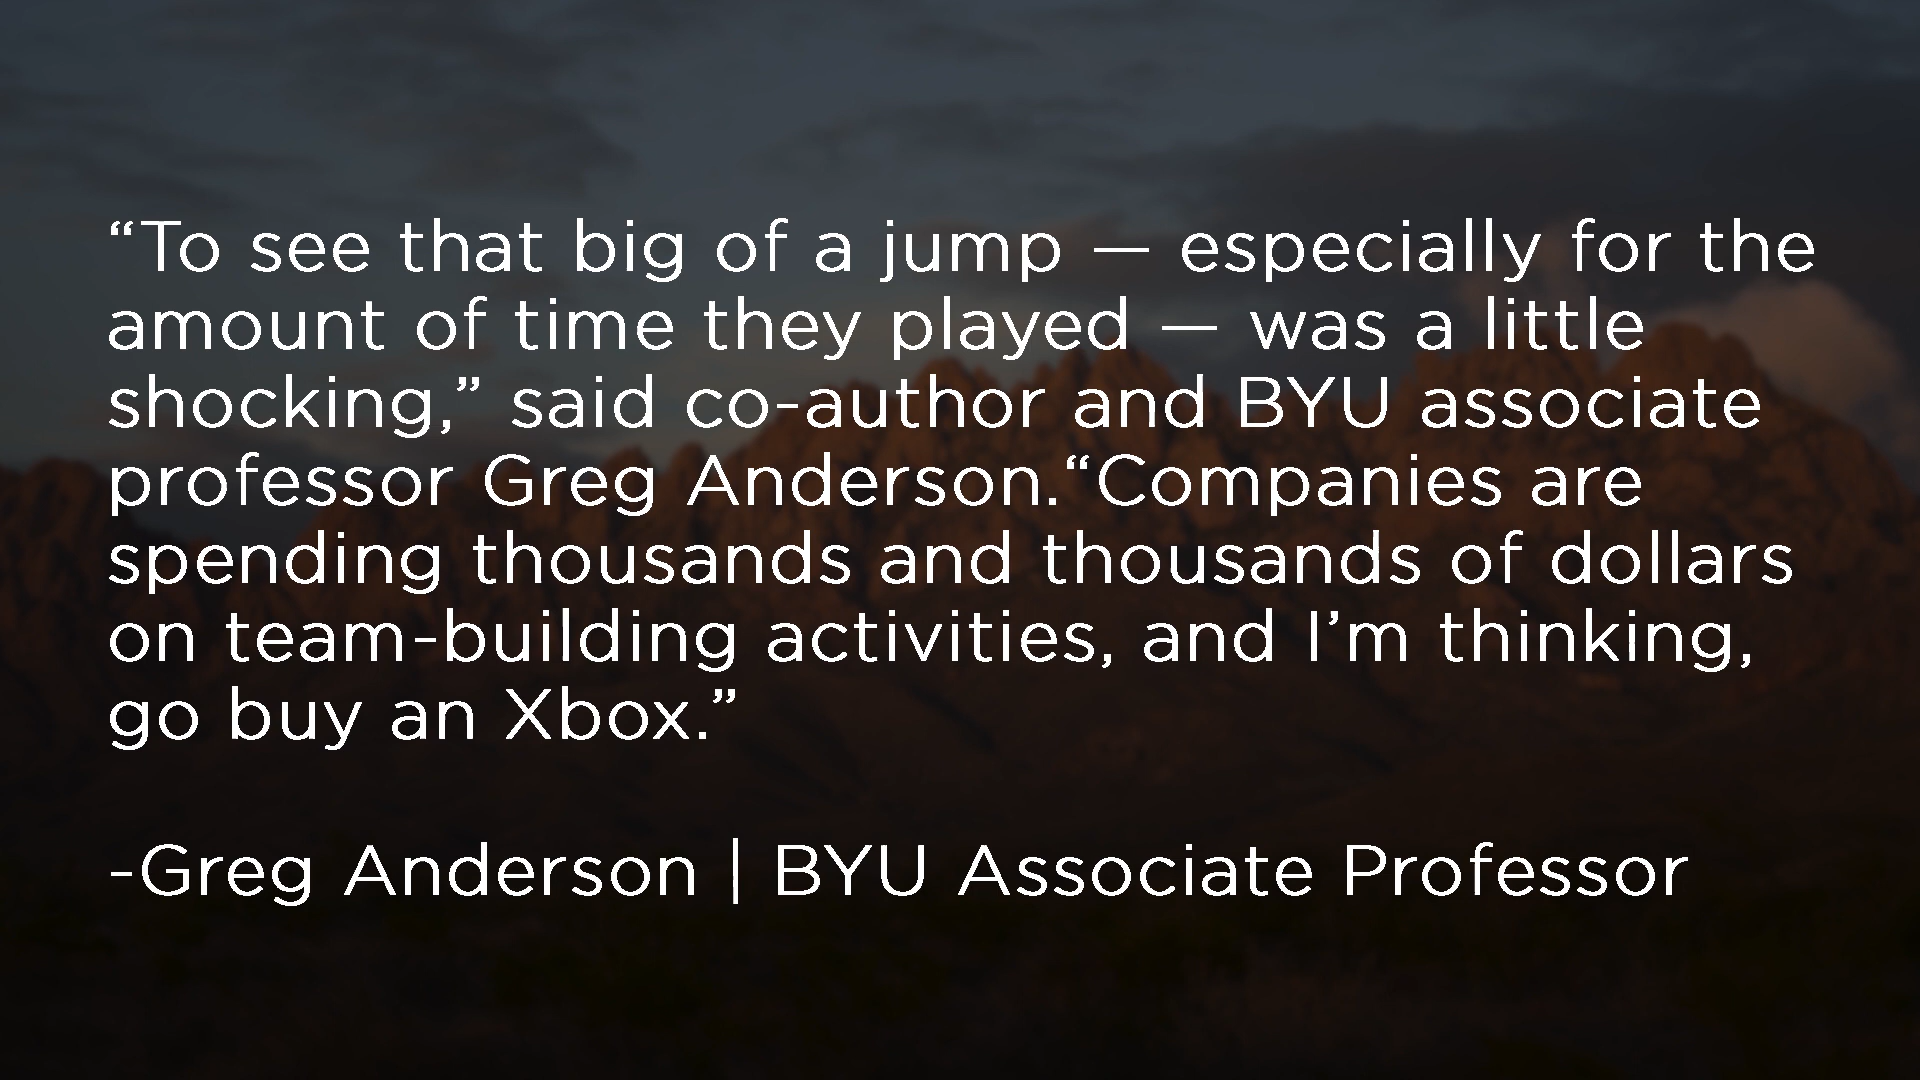 “To see that big of a jump — especially for the
amount of time they played — was a little
shocking,” said co-author and BYU associate
professor Greg Anderson.“Companies are
spending thousands and thousands of dollars
on team-building activities, and I’m thinking,
go buy an Xbox.”
-Greg Anderson | BYU Associate Professor